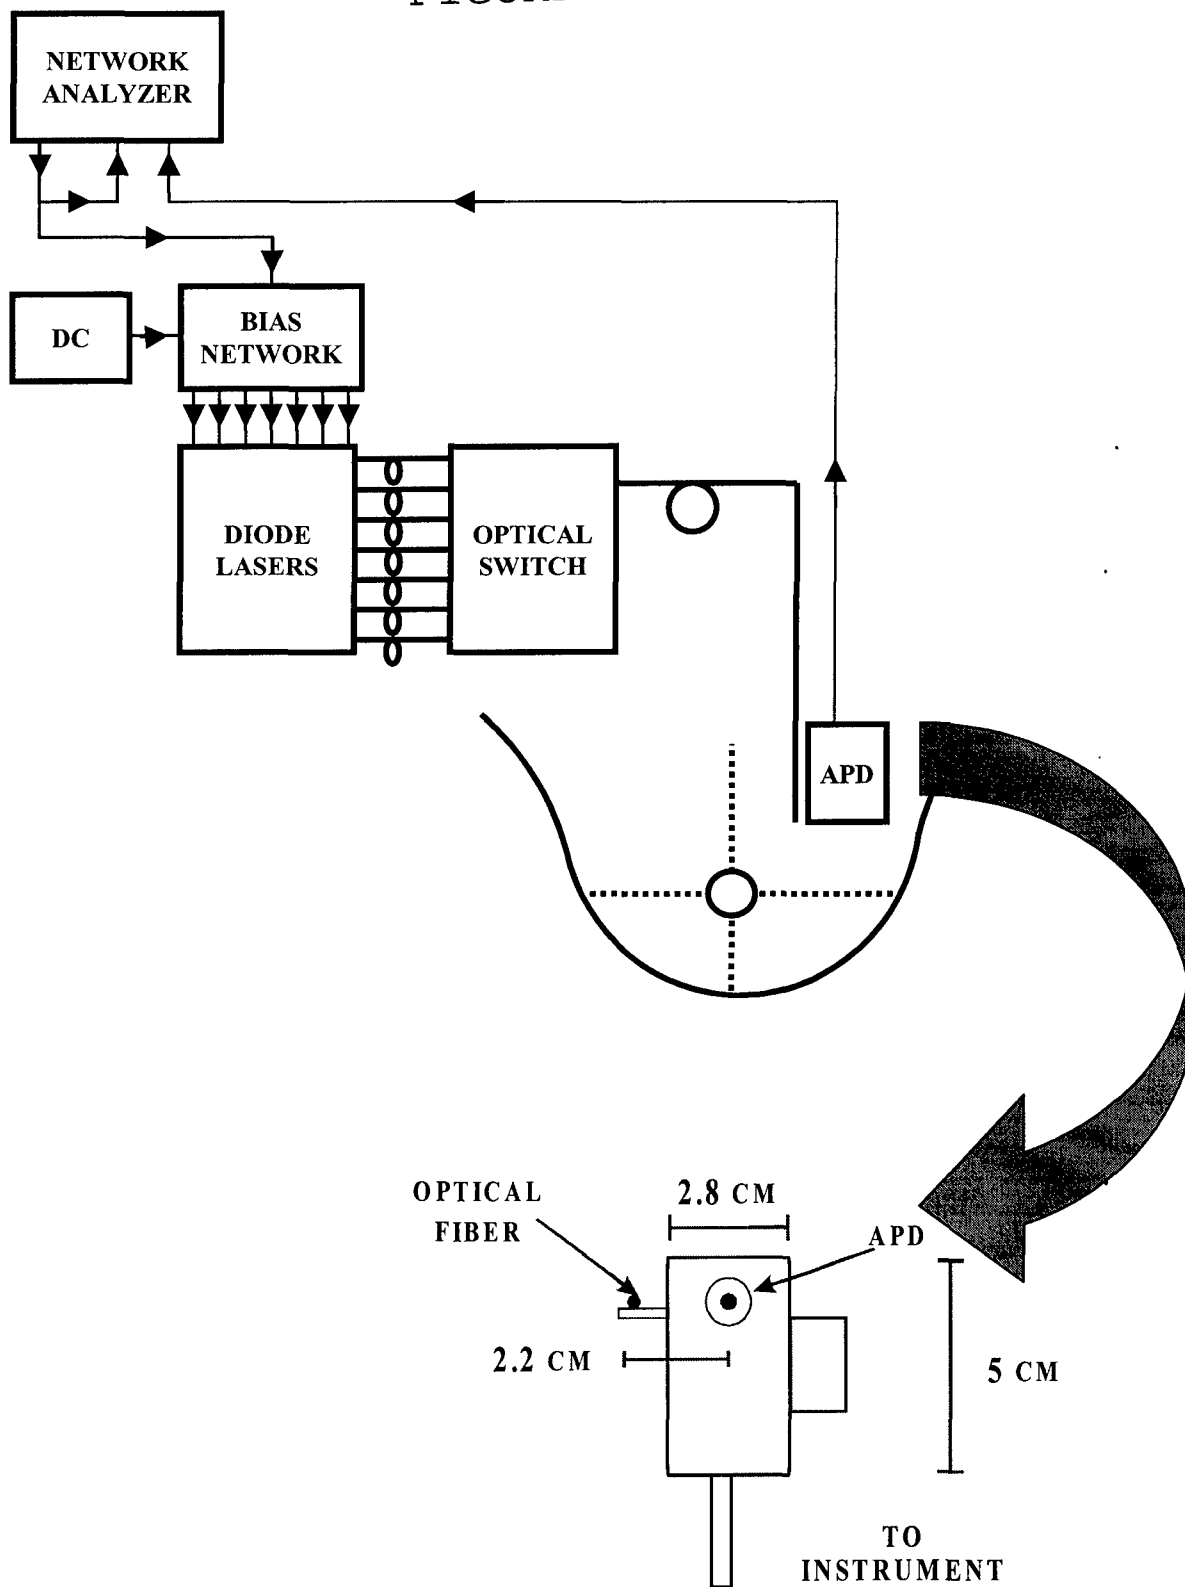 NETWORK
ANALYZER
DC
BIAS
NETWORK
DIODE
LASERS
OPTICAL
SWITCH
APD
OPTICAL
FIBER
2.8 CM
APD
2.2 CM
5 CM
TO
INSTRUMENT